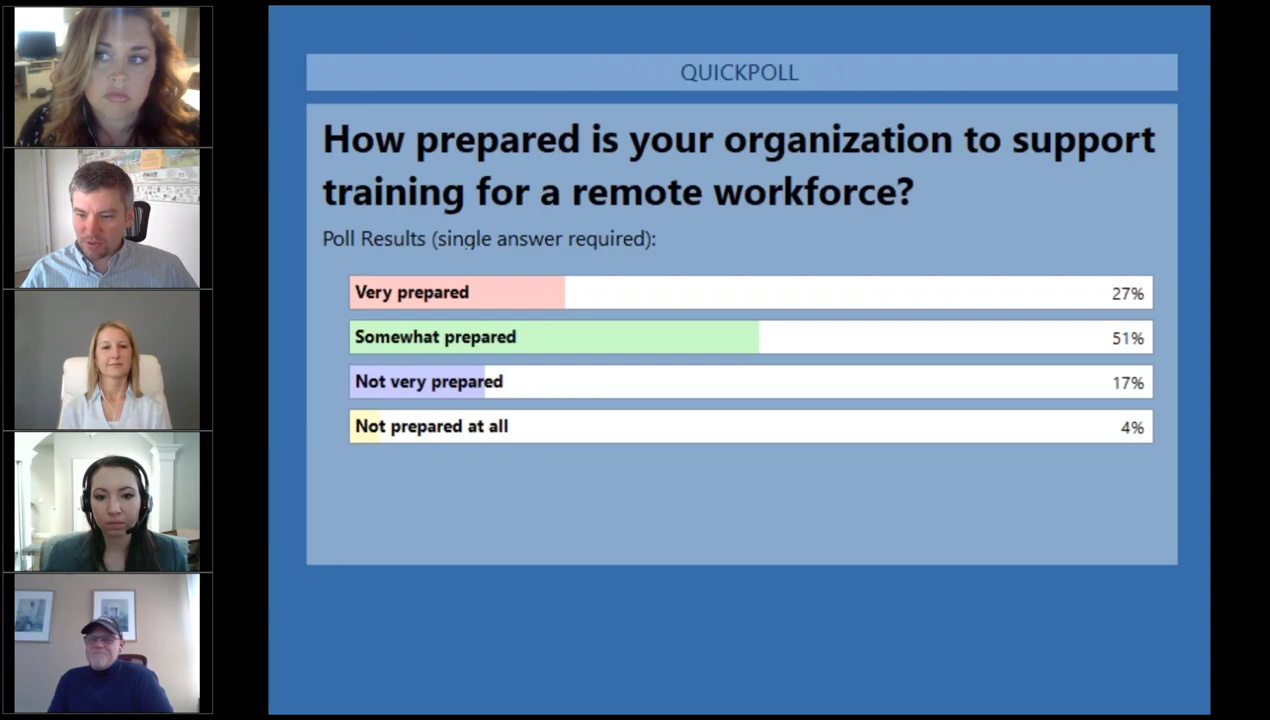 QUICKPOLL
How prepared is your organization to support
training for a remote workforce?
Poll Results (single answer required):
Very prepared 27%
Somewhat prepared 51%
Not very prepared 17%
Not prepared at all 4%